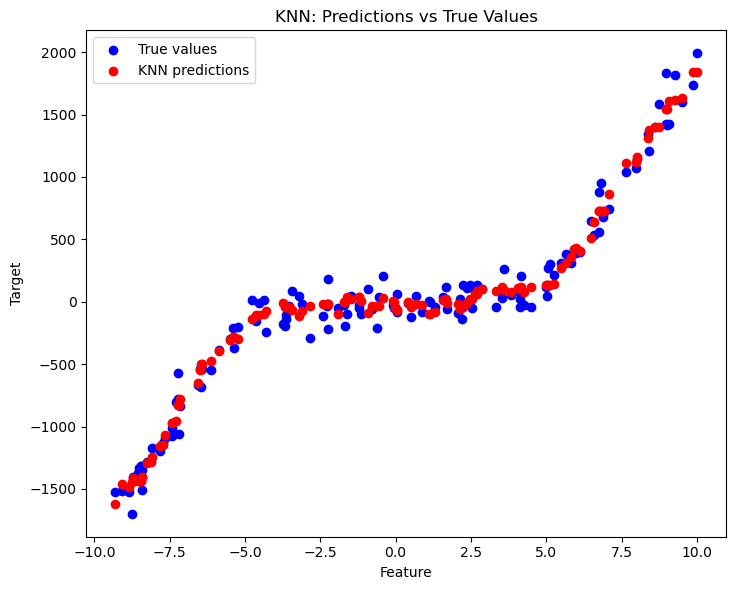 KNN: Predictions vs True Values
True values
KNN predictions
2000
1500
1000
500
0
−500
−1000
−1500
Target
−10.0 −7.5 −5.0 −2.5 0.0 2.5 5.0 7.5 10.0
Feature